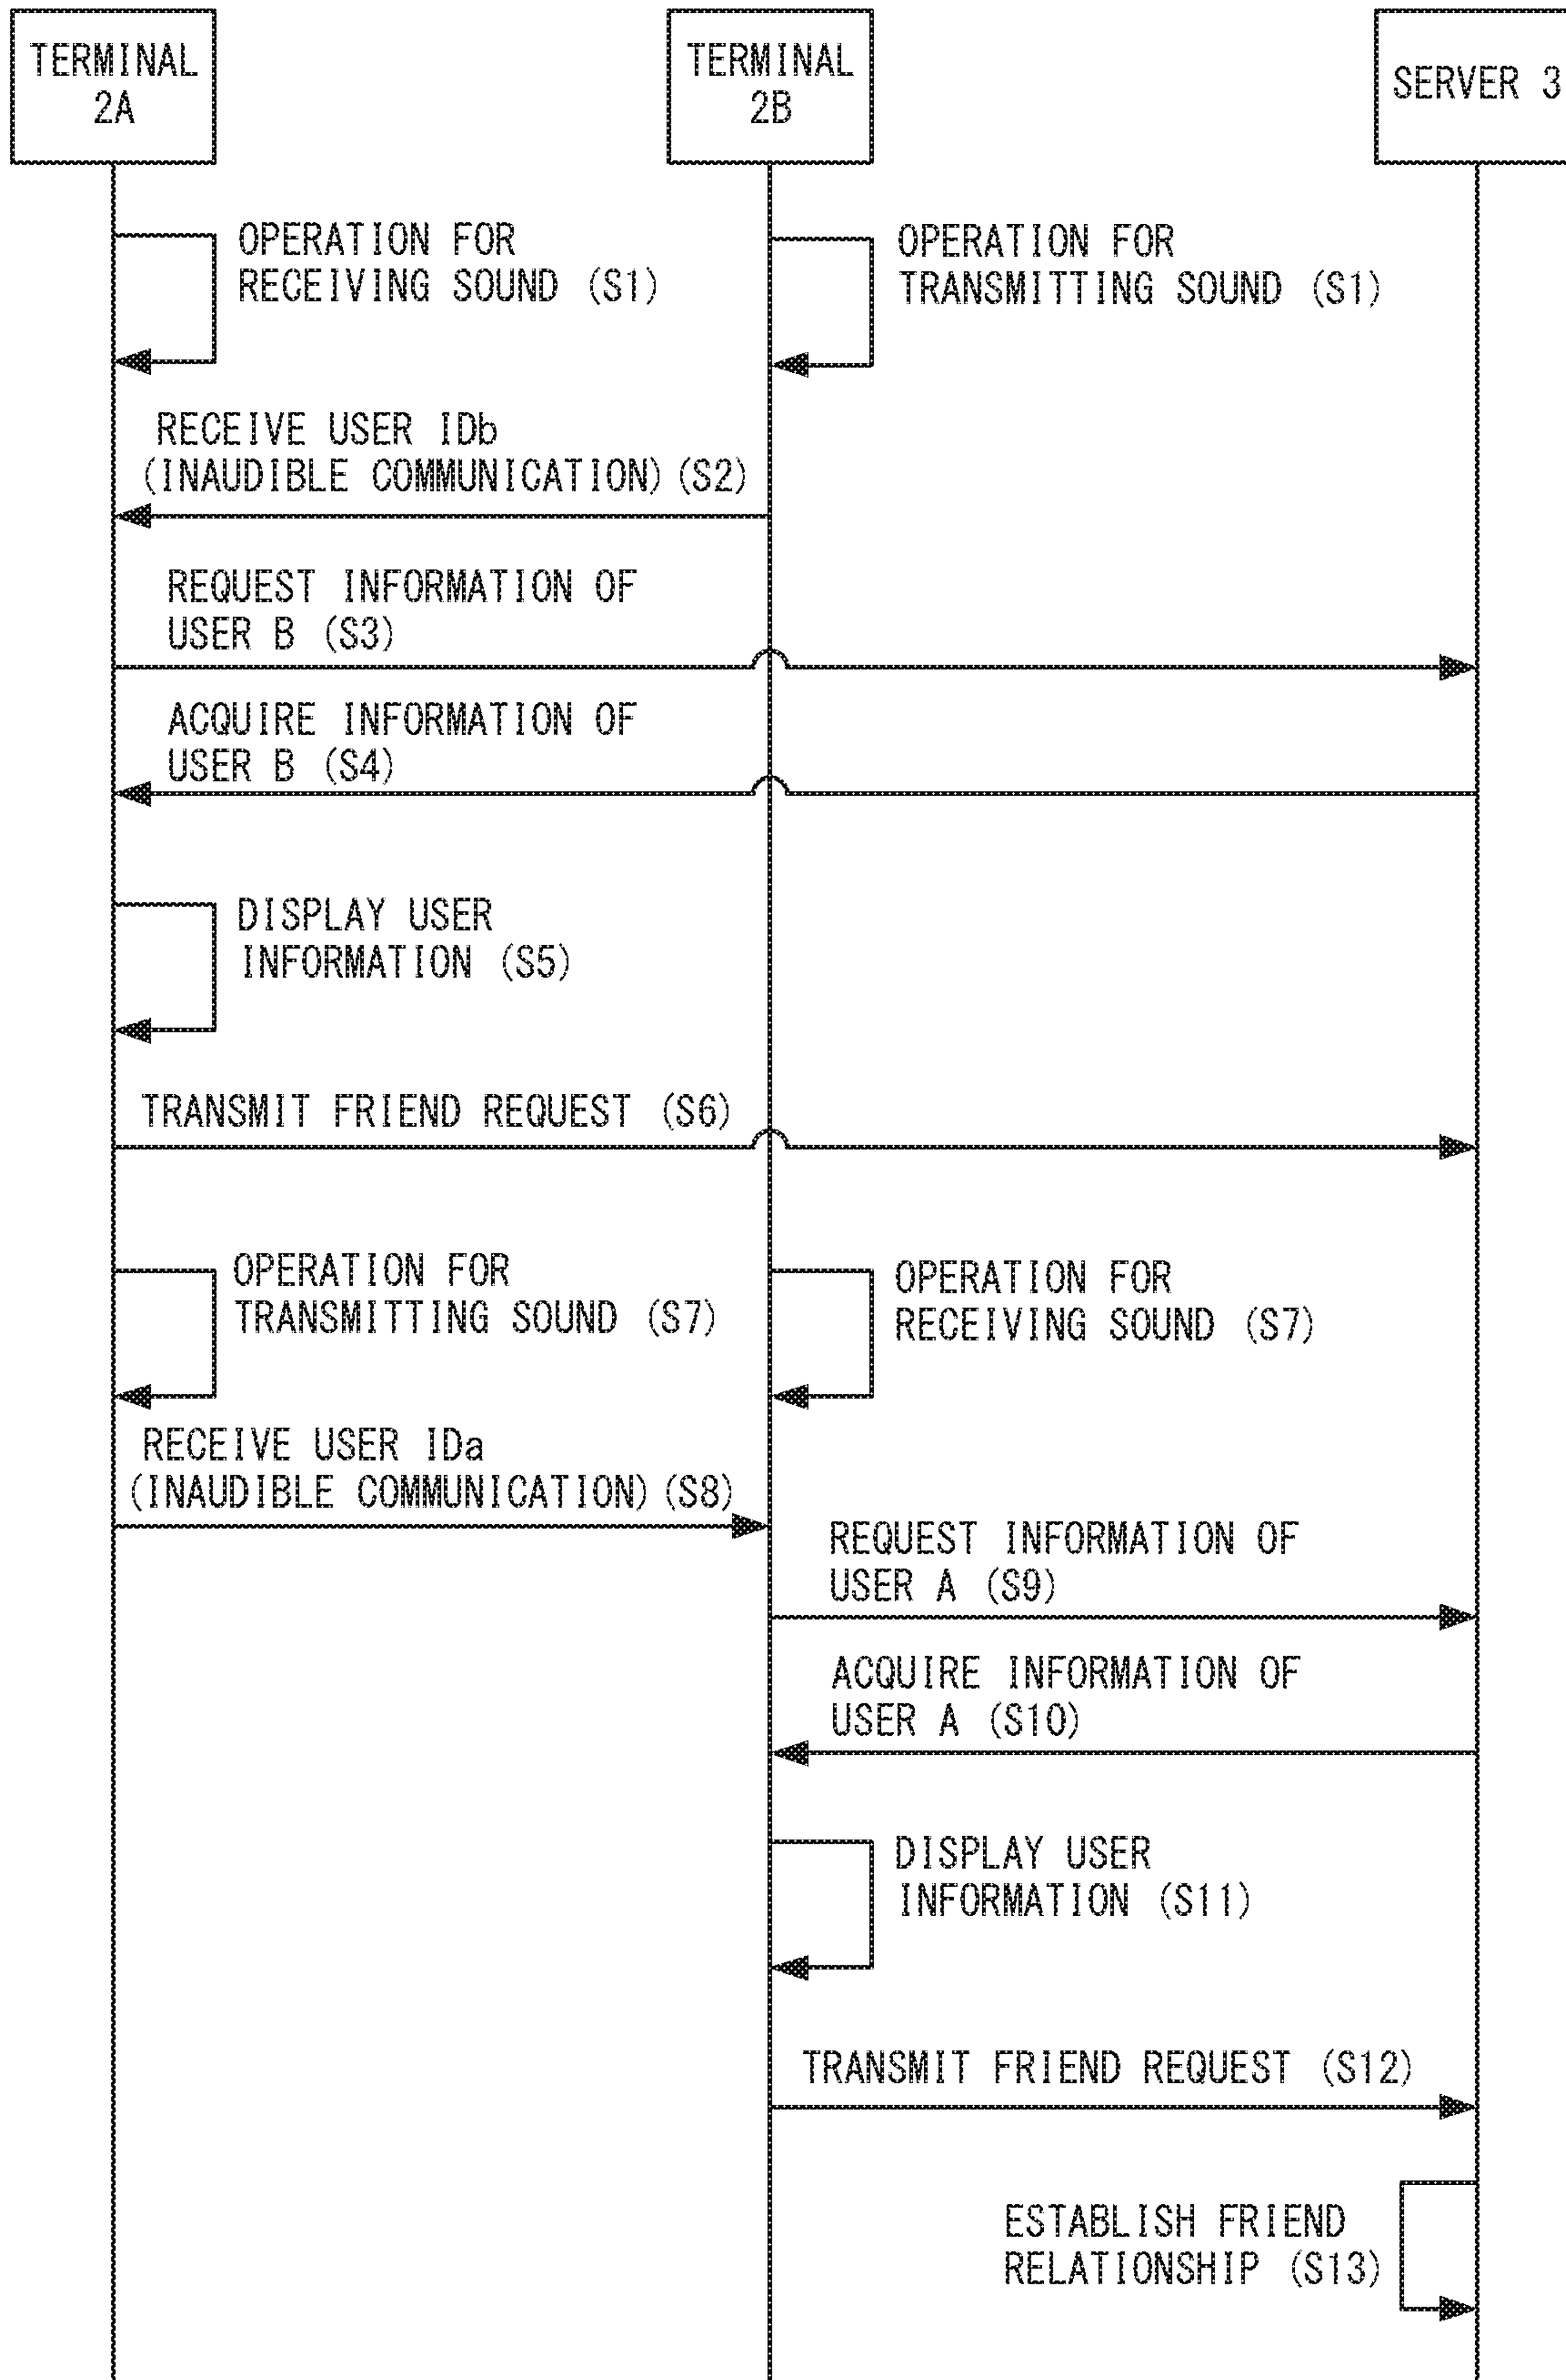 TERMINAL
2A
TERMINAL
2B
SERVER 3
OPERATION FOR
RECEIVING SOUND (S1)
OPERATION FOR
TRANSMITTING SOUND (S1)
RECEIVE USER IDb
(INAUDIBLE COMMUNICATION) (S2)
REQUEST INFORMATION OF
USER B (S3)
ACQUIRE INFORMATION OF
USER B (S4)
DISPLAY USER
INFORMATION (S5)
TRANSMIT FRIEND REQUEST (S6)
OPERATION FOR
TRANSMITTING SOUND (S7)
OPERATION FOR
RECEIVING SOUND (S7)
RECEIVE USER IDa
(INAUDIBLE COMMUNICATION) (S8)
REQUEST INFORMATION OF
USER A (S9)
ACQUIRE INFORMATION OF
USER A (S10)
DISPLAY USER
INFORMATION (S11)
TRANSMIT FRIEND REQUEST (S12)
ESTABLISH FRIEND
RELATIONSHIP (S13)